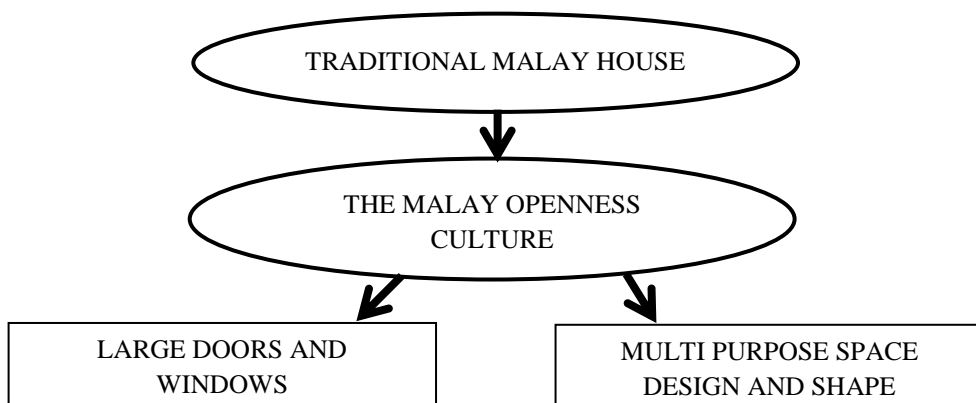 TRADITIONAL MALAY HOUSE
THE MALAY OPENNESS
CULTURE
LARGE DOORS AND
WINDOWS
MULTI PURPOSE SPACE
DESIGN AND SHAPE